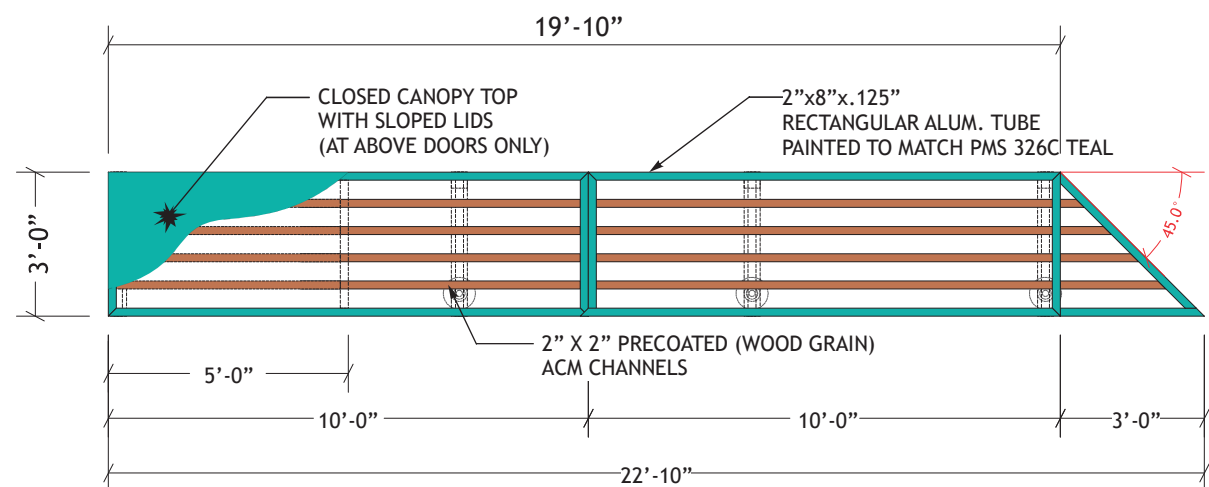 19’-10”
CLOSED CANOPY TOP
WITH SLOPED LIDS
(AT ABOVE DOORS ONLY)
2”x8”x.125”
RECTANGULAR ALUM. TUBE
PAINTED TO MATCH PMS 326C TEAL
3’-0”
45.0°
2” X 2” PRECOATED (WOOD GRAIN)
ACM CHANNELS
5’-0”
10’-0”
10’-0”
3’-0”
22’-10”